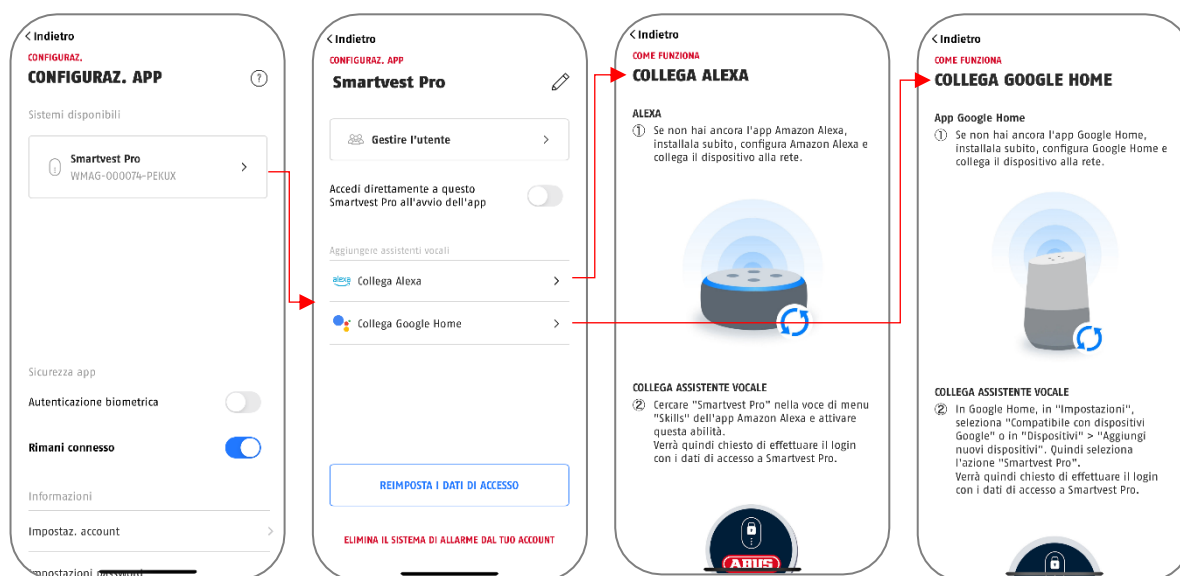 < Indietro
CONFIGURAZ.
CONFIGURAZ. APP
?
Sistemi disponibili
Smartvest Pro
WMAG-000074-PEKUX
Sicurezza app
Autenticazione biometrica
Rimani connesso
Informazioni
Impostaz. account
Impostazioni password
< Indietro
CONFIGURAZ. APP
Smartvest Pro
Gestire l'utente
Accedi direttamente a questo
Smartvest Pro all'avvio dell'app
Aggiungere assistenti vocali
alexa Collega Alexa
Collega Google Home
REIMPOSTA I DATI DI ACCESSO
ELIMINA IL SISTEMA DI ALLARME DAL TUO ACCOUNT
< Indietro
COME FUNZIONA
COLLEGA ALEXA
ALEXA
① Se non hai ancora l'app Amazon Alexa,
installala subito, configura Amazon Alexa e
collega il dispositivo alla rete.
COLLEGA ASSISTENTE VOCALE
② Cercare "Smartvest Pro" nella voce di menu
"Skills" dell'app Amazon Alexa e attivare
questa abilità.
Verrà quindi chiesto di effettuare il login
con i dati di accesso a Smartvest Pro.
ABUS
< Indietro
COME FUNZIONA
COLLEGA GOOGLE HOME
App Google Home
① Se non hai ancora l'app Google Home,
installala subito, configura Google Home e
collega il dispositivo alla rete.
COLLEGA ASSISTENTE VOCALE
② In Google Home, in "Impostazioni",
seleziona "Compatibile con dispositivi
Google" o in "Dispositivi" > "Aggiungi
nuovi dispositivi". Quindi seleziona
l'azione "Smartvest Pro".
Verrà quindi chiesto di effettuare il login
con i dati di accesso a Smartvest Pro.